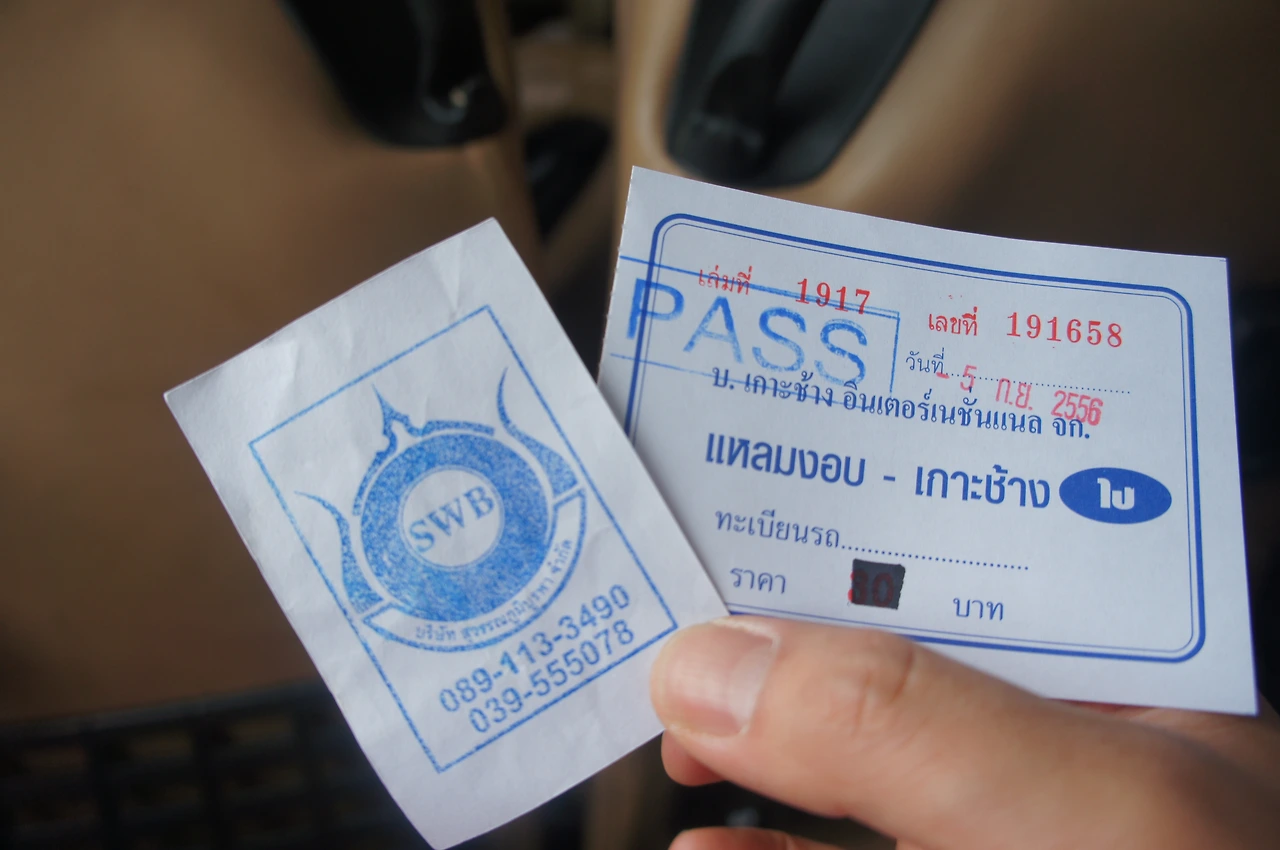 SWB
บริษัท สุวรรณภูมิบูรพา จำกัด
089-113-3490
039-555078
PASS
เล่มที่ 1917 เลขที่ 191658
วันที่ - 5 ก.ย. 2556
บ. เกาะช้าง อินเตอร์เนชั่นแนล จก.
แหลมงอบ - เกาะช้าง ไป
ทะเบียนรถ
ราคา 80 บาท